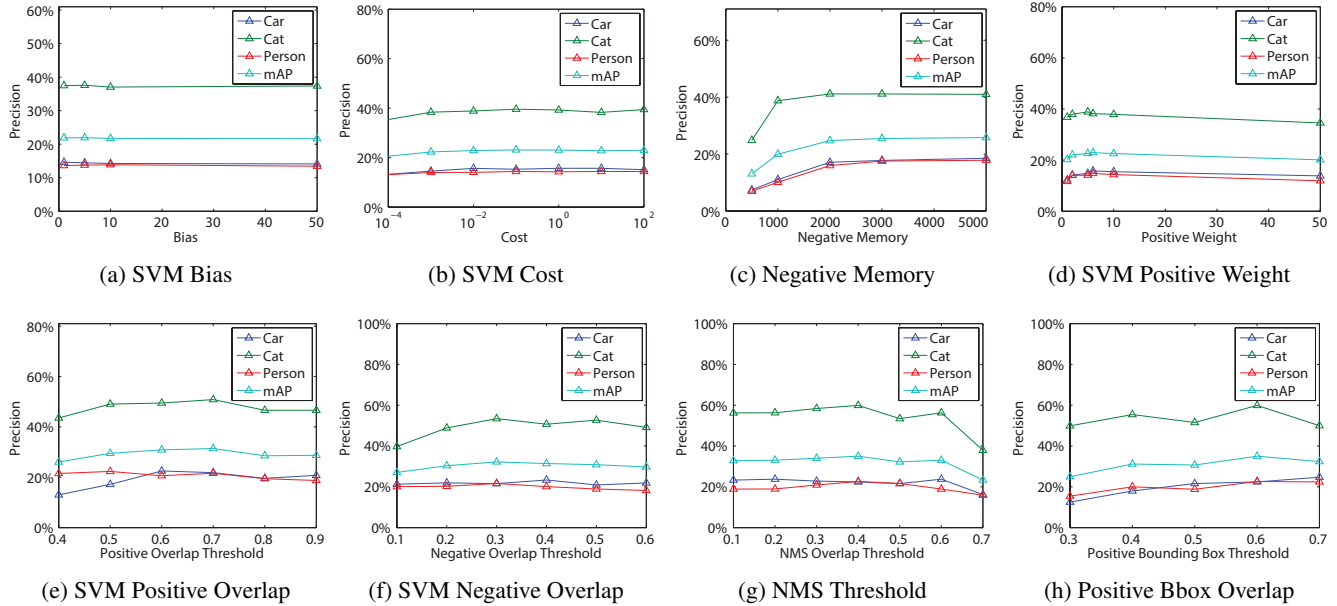 60%
50%
40%
30%
20%
10%
0%
Precision
0 10 20 30 40 50
Bias
Car
Cat
Person
mAP
(a) SVM Bias
80%
60%
40%
20%
0%
Precision
10^-4 10^-2 10^0 10^2
Cost
Car
Cat
Person
mAP
(b) SVM Cost
60%
40%
20%
0%
Precision
0 1000 2000 3000 4000 5000
Negative Memory
Car
Cat
Person
mAP
(c) Negative Memory
80%
60%
40%
20%
0%
Precision
0 10 20 30 40 50
Positive Weight
Car
Cat
Person
mAP
(d) SVM Positive Weight
80%
60%
40%
20%
0%
Precision
0.4 0.5 0.6 0.7 0.8 0.9
Positive Overlap Threshold
Car
Cat
Person
mAP
(e) SVM Positive Overlap
100%
80%
60%
40%
20%
0%
Precision
0.1 0.2 0.3 0.4 0.5 0.6
Negative Overlap Threshold
Car
Cat
Person
mAP
(f) SVM Negative Overlap
100%
80%
60%
40%
20%
0%
Precision
0.1 0.2 0.3 0.4 0.5 0.6 0.7
NMS Overlap Threshold
Car
Cat
Person
mAP
(g) NMS Threshold
100%
80%
60%
40%
20%
0%
Precision
0.3 0.4 0.5 0.6 0.7
Positive Bounding Box Threshold
Car
Cat
Person
mAP
(h) Positive Bbox Overlap